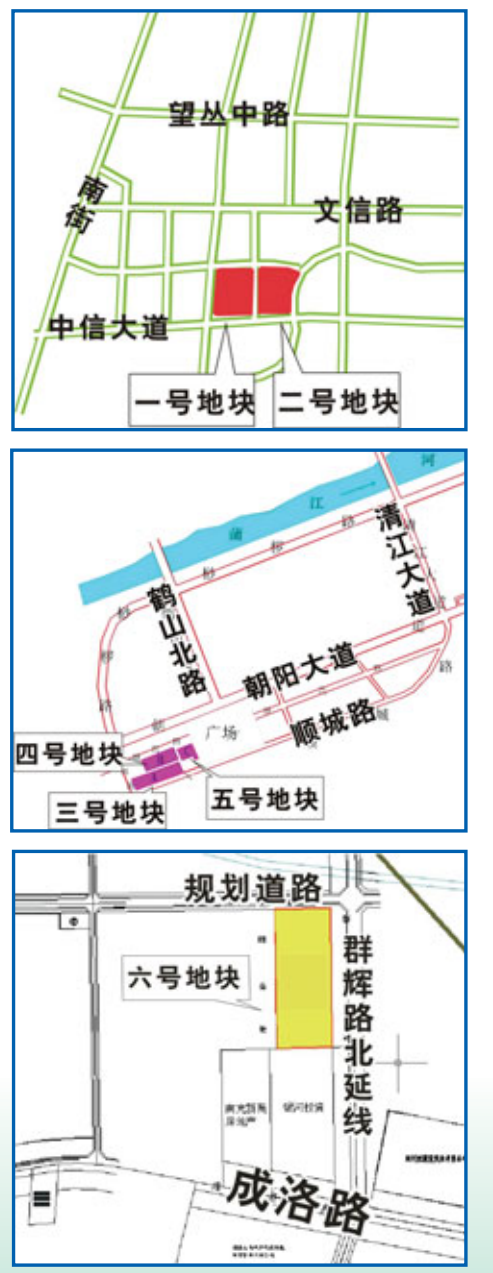 望丛中路
南街
文信路
中信大道
一号地块
二号地块
蒲江
河
清江大道
鹤山北路
朝阳大道
广场
顺城路
四号地块
五号地块
三号地块
规划道路
六号地块
群辉路北延线
成洛路